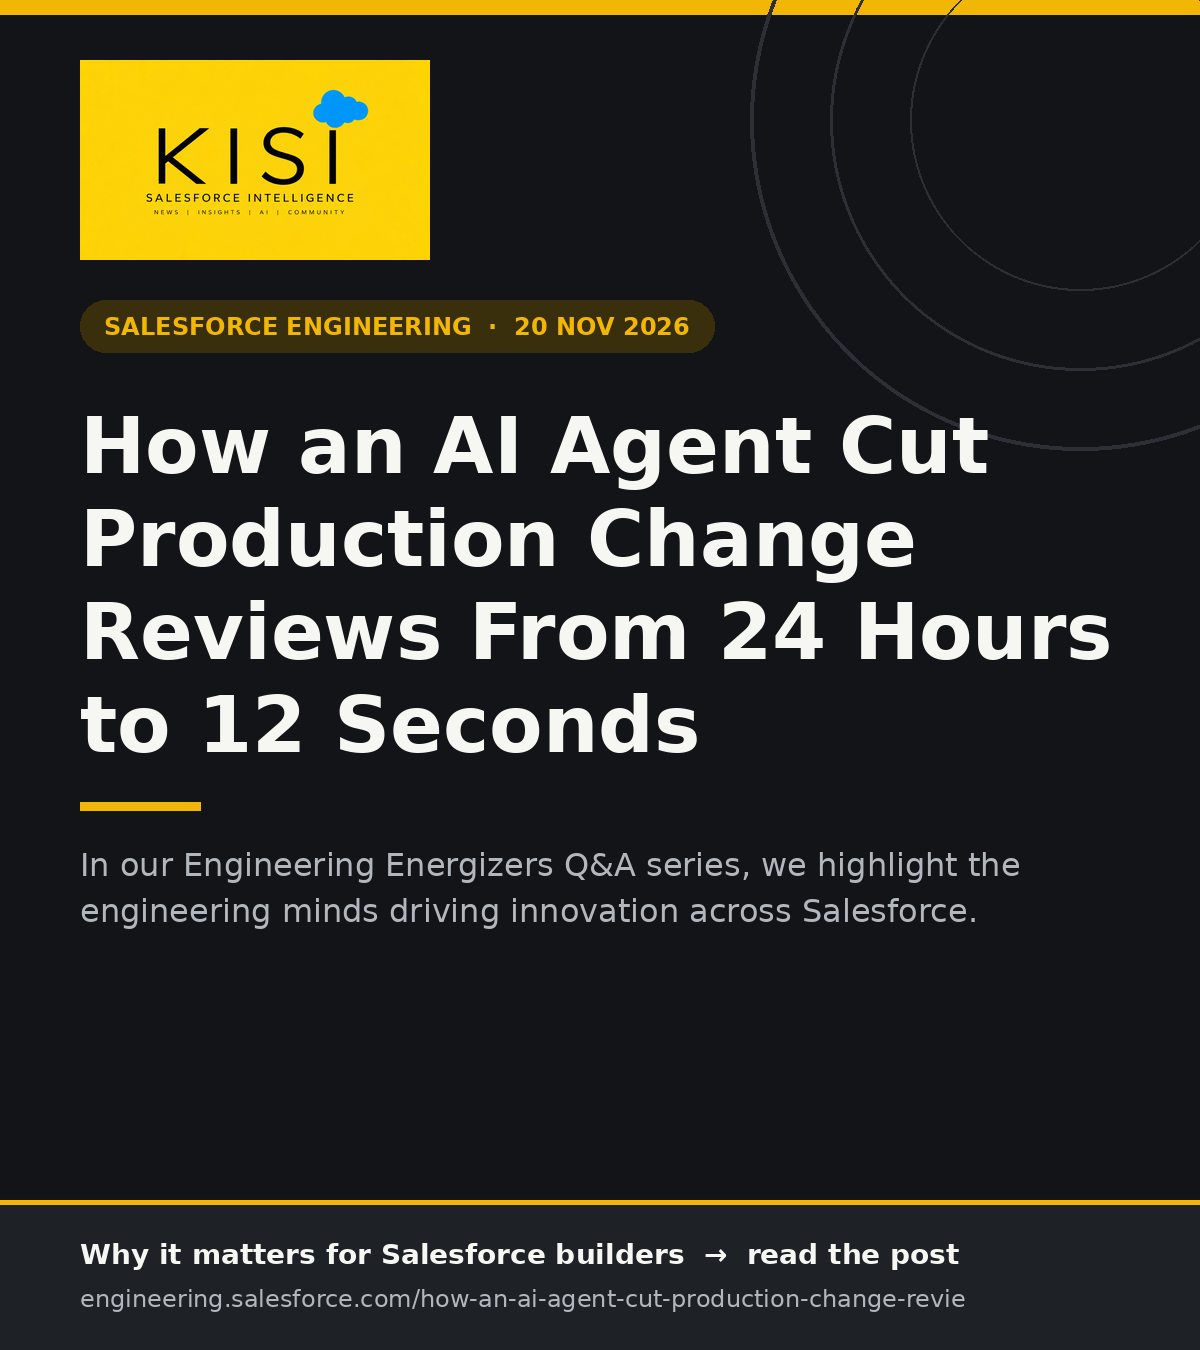 KISI
SALESFORCE INTELLIGENCE
NEWS | INSIGHTS | AI | COMMUNITY
SALESFORCE ENGINEERING · 20 NOV 2026
How an AI Agent Cut
Production Change
Reviews From 24 Hours
to 12 Seconds
In our Engineering Energizers Q&A series, we highlight the
engineering minds driving innovation across Salesforce.
Why it matters for Salesforce builders → read the post
engineering.salesforce.com/how-an-ai-agent-cut-production-change-revie